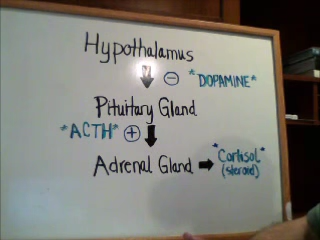 Hypothalamus
⊖ *DOPAMINE*
Pituitary Gland
*ACTH* ⊕
Adrenal Gland → *Cortisol*
(steroid)